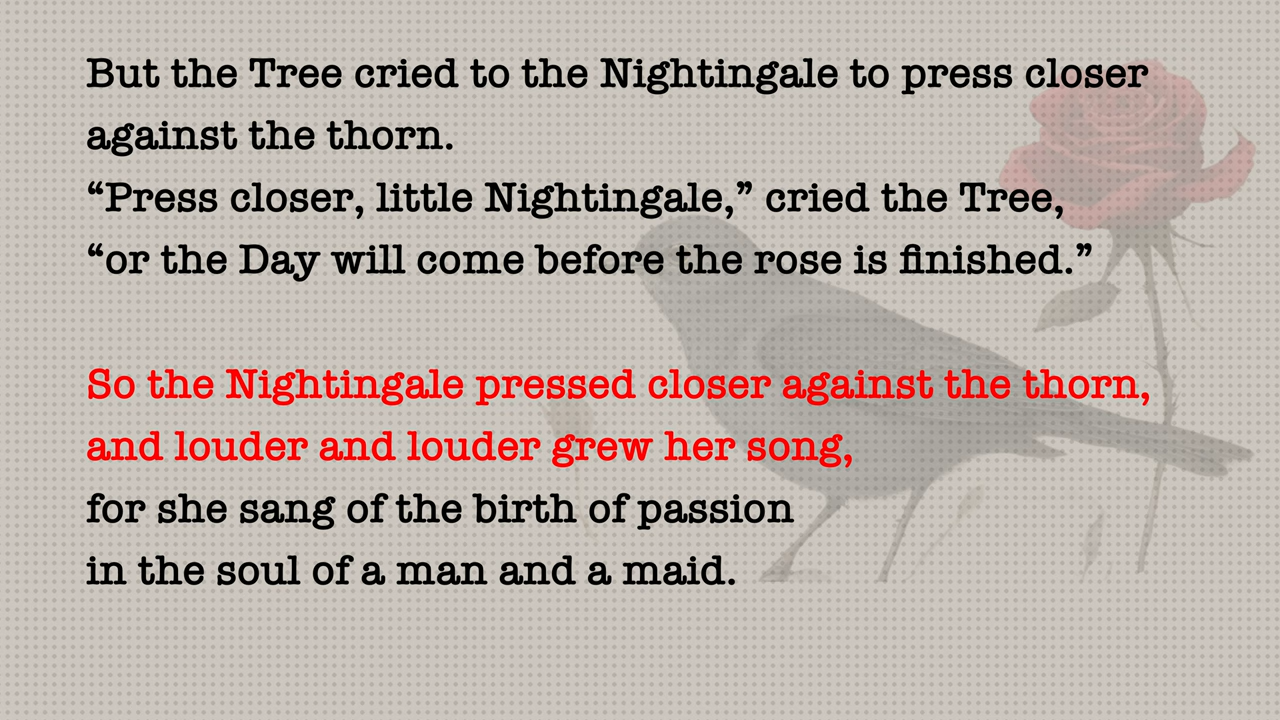 But the Tree cried to the Nightingale to press closer
against the thorn.
“Press closer, little Nightingale,” cried the Tree,
“or the Day will come before the rose is finished.”
So the Nightingale pressed closer against the thorn,
and louder and louder grew her song,
for she sang of the birth of passion
in the soul of a man and a maid.